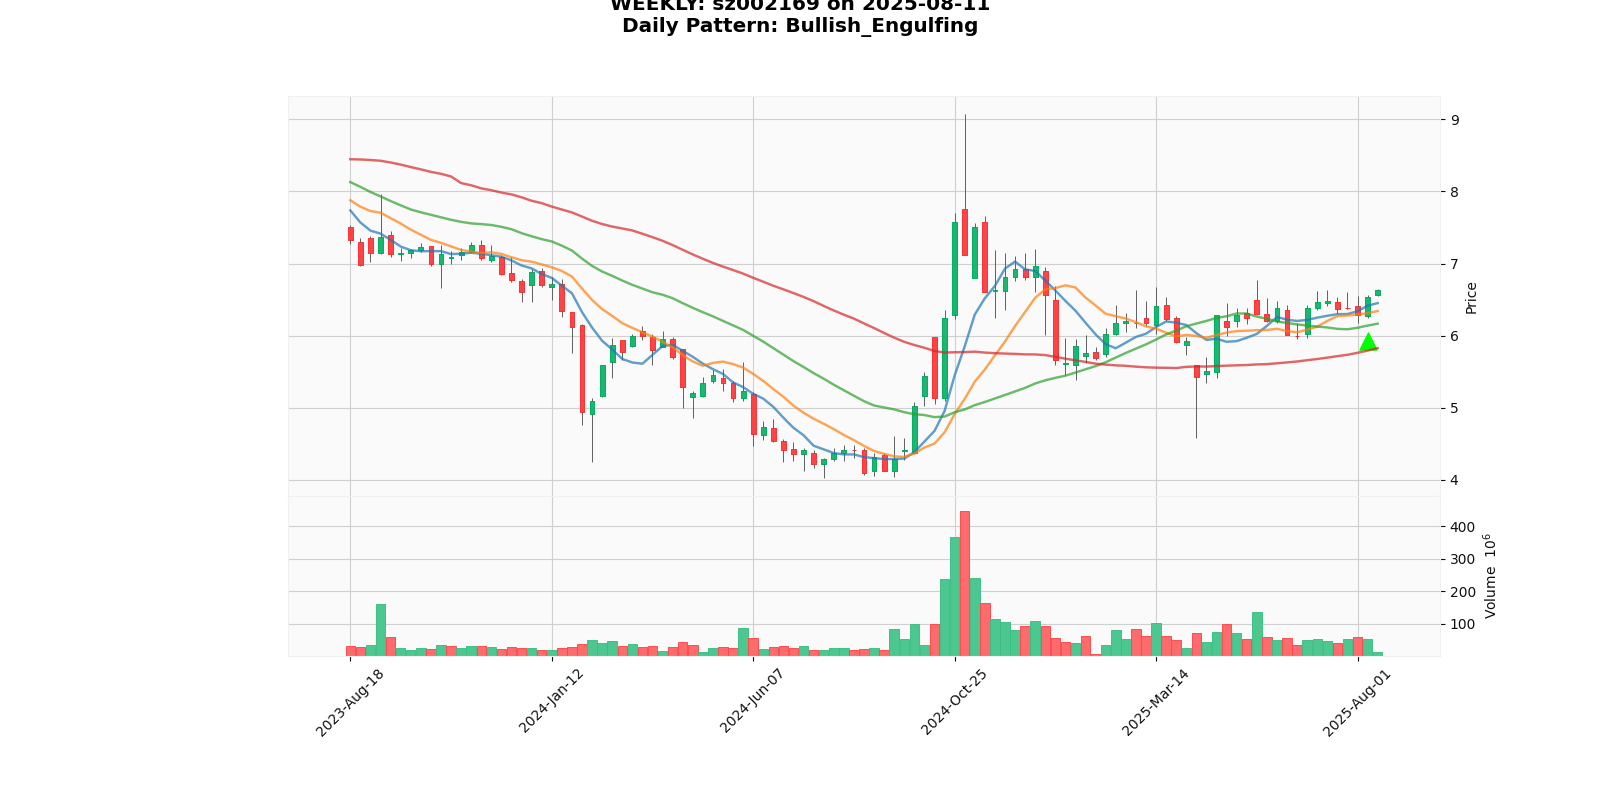 WEEKLY: sz002169 on 2025-08-11
Daily Pattern: Bullish_Engulfing
9
8
7
6
5
4
Price
400
300
200
100
Volume 10^6
2023-Aug-18
2024-Jan-12
2024-Jun-07
2024-Oct-25
2025-Mar-14
2025-Aug-01